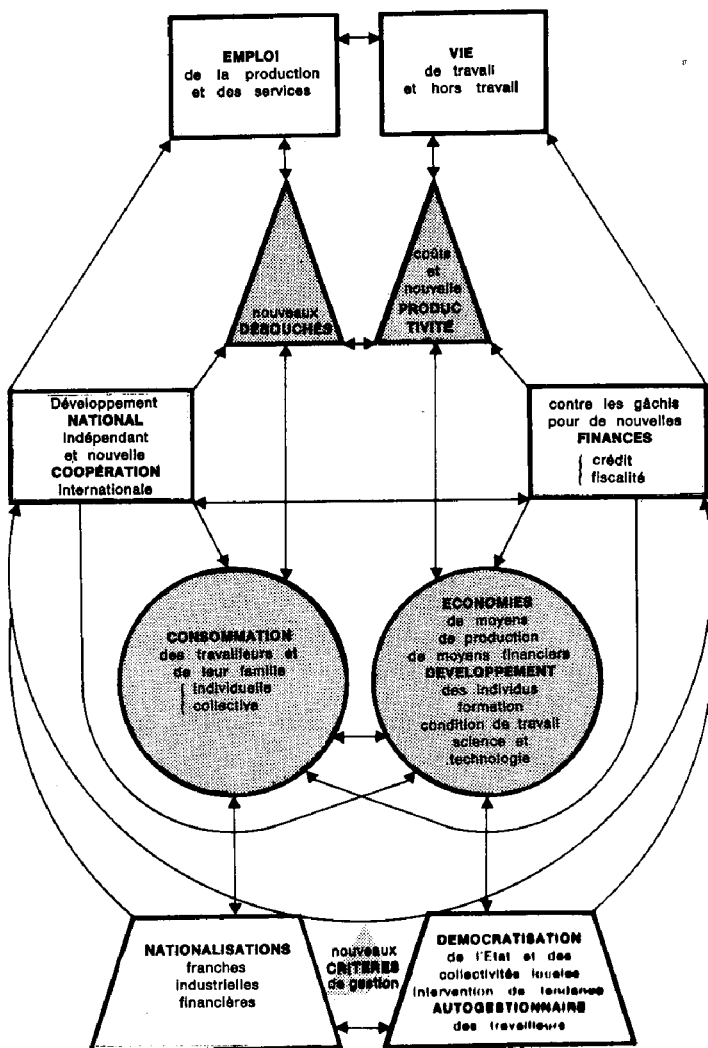 EMPLOI
de la production
et des services
VIE
de travail
et hors travail
nouveaux
DÉBOUCHÉS
coûts
et
nouvelle
PRODUC
TIVITÉ
Développement
NATIONAL
indépendant
et nouvelle
COOPÉRATION
internationale
contre les gâchis
pour de nouvelles
FINANCES
crédit
fiscalité
CONSOMMATION
des travailleurs et
de leur famille
individuelle
collective
ECONOMIES
de moyens
de production
de moyens financiers
DEVELOPPEMENT
des individus
formation
condition de travail
science et
technologie
NATIONALISATIONS
franches
industrielles
financières
nouveaux
CRITÈRES
de gestion
DEMOCRATISATION
de l'Etat et des
collectivités locales
intervention de tendance
AUTOGESTIONNAIRE
des travailleurs